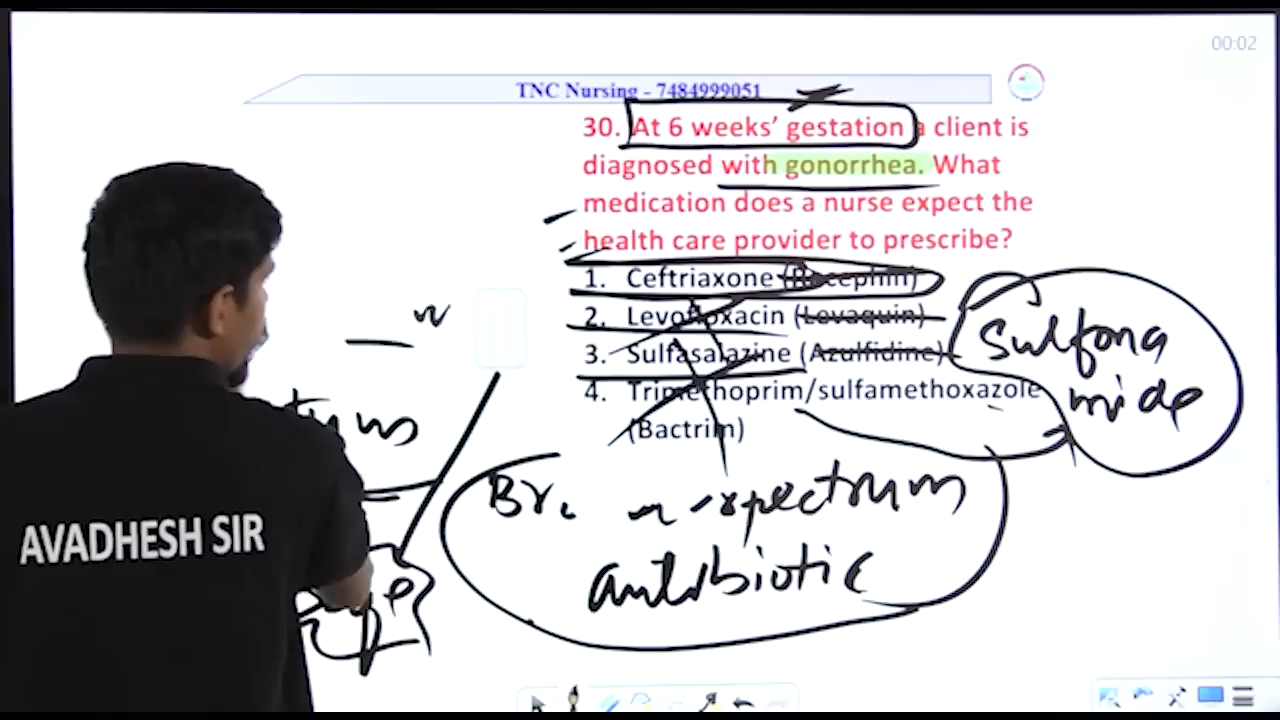 00:02
TNC Nursing - 7484999051
30. At 6 weeks' gestation a client is
diagnosed with gonorrhea. What
medication does a nurse expect the
health care provider to prescribe?
1. Ceftriaxone (Rocephin)
2. Levofloxacin (Levaquin)
3. Sulfasalazine (Azulfidine)
4. Trimethoprim/sulfamethoxazole
(Bactrim)
Sulfona
mide
spectrum
antibiotic
AVADHESH SIR